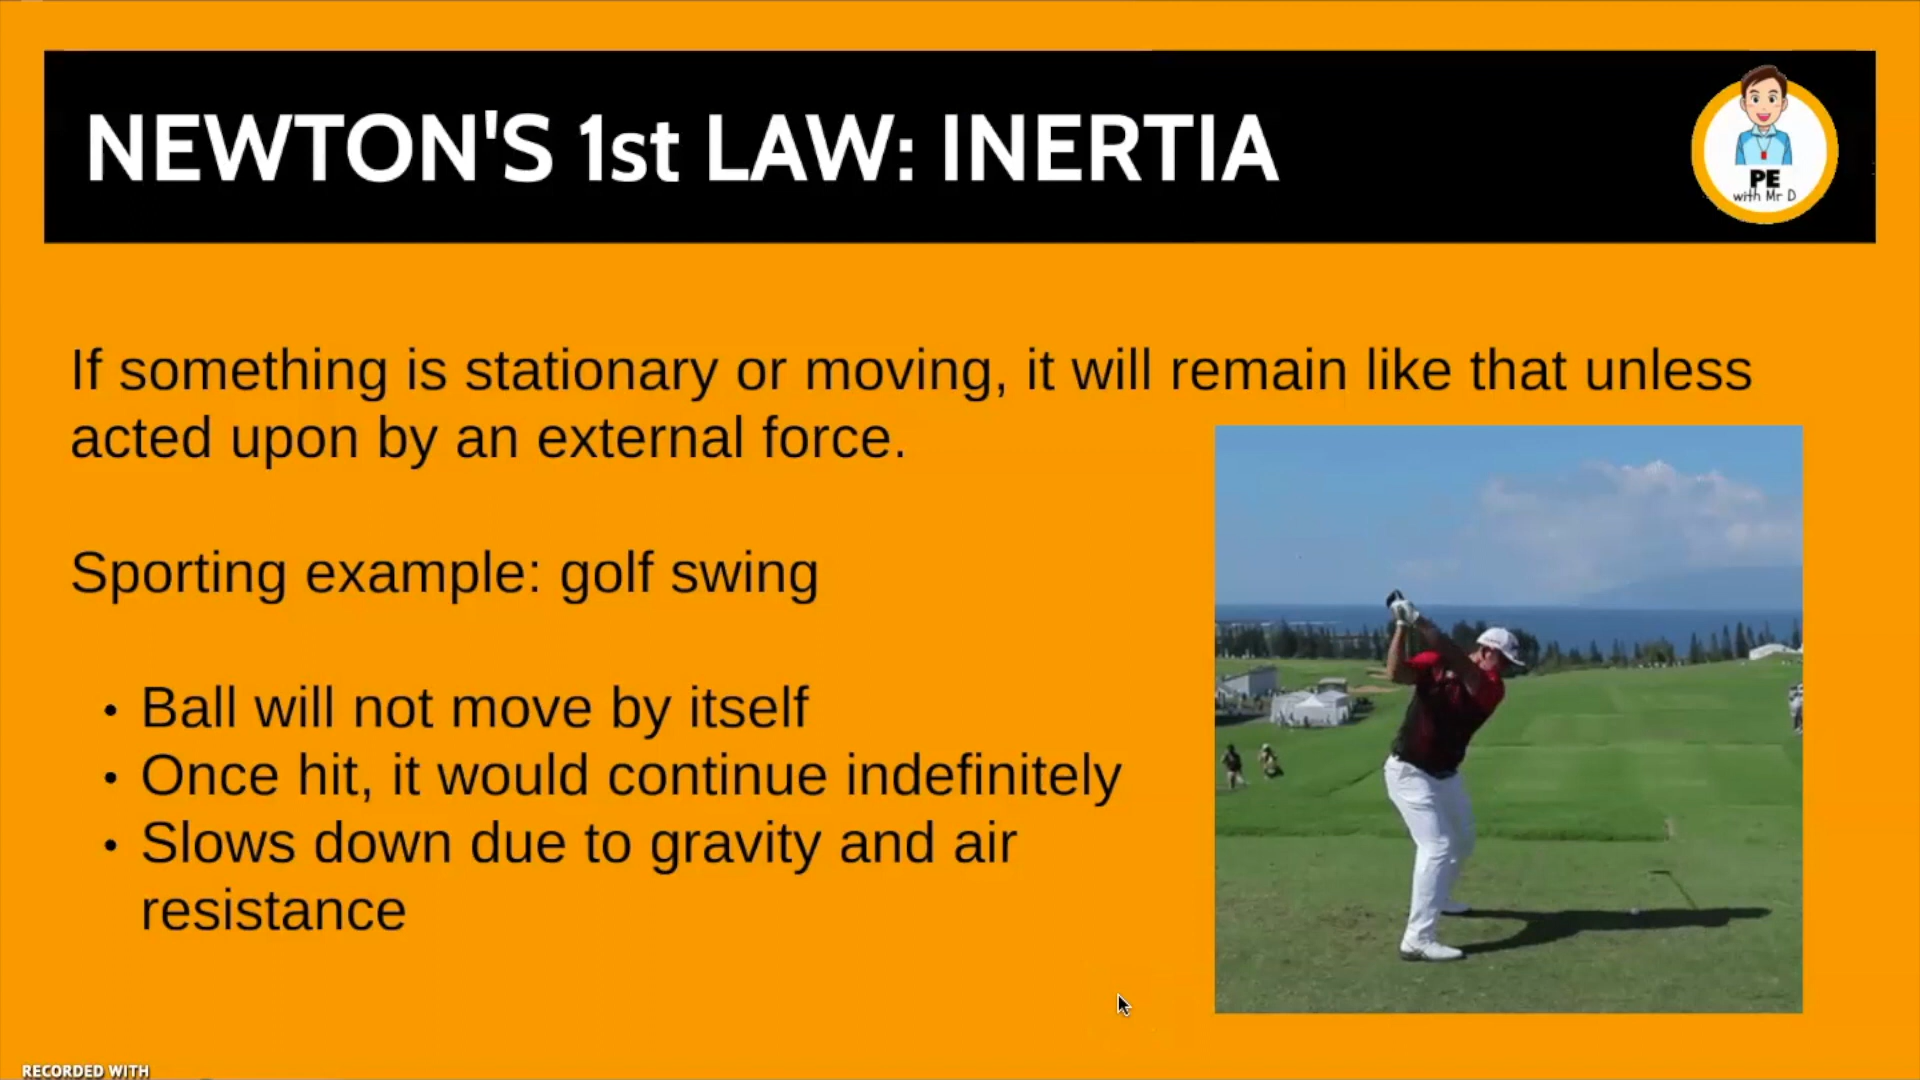 NEWTON'S 1st LAW: INERTIA
PE
with Mr D
If something is stationary or moving, it will remain like that unless
acted upon by an external force.
Sporting example: golf swing
• Ball will not move by itself
• Once hit, it would continue indefinitely
• Slows down due to gravity and air
resistance
RECORDED WITH